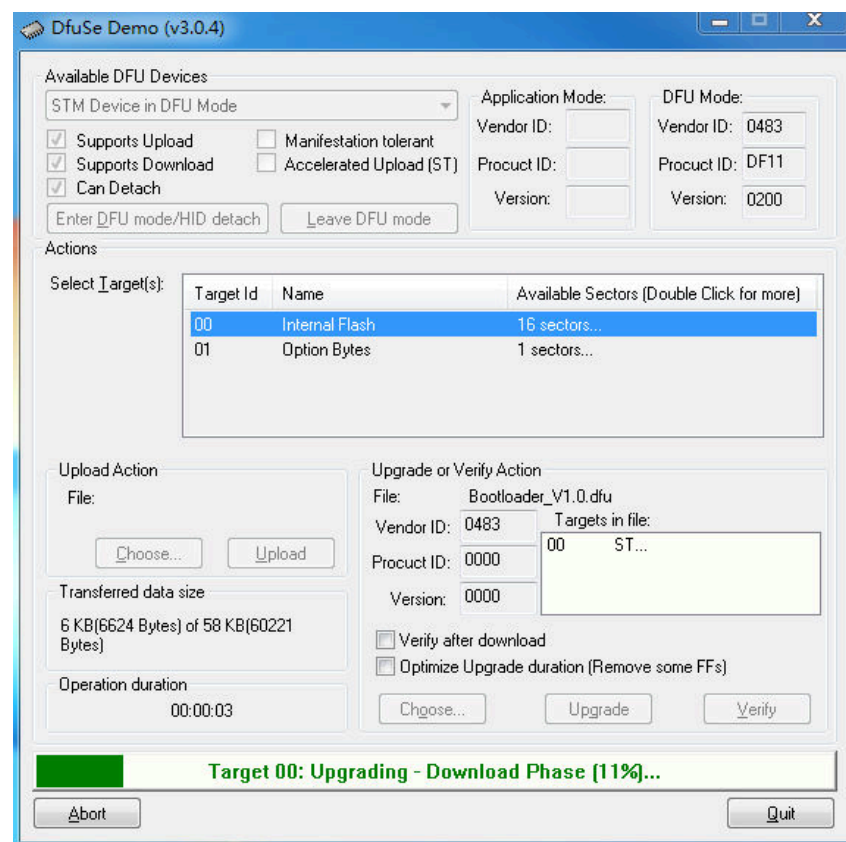 DfuSe Demo (v3.0.4)
Available DFU Devices
STM Device in DFU Mode
Supports Upload
Manifestation tolerant
Supports Download
Accelerated Upload (ST)
Can Detach
Enter DFU mode/HID detach
Leave DFU mode
Application Mode:
Vendor ID:
Procuct ID:
Version:
DFU Mode:
Vendor ID: 0483
Procuct ID: DF11
Version: 0200
Actions
Select Target(s):
Target Id Name Available Sectors (Double Click for more)
00 Internal Flash 16 sectors...
01 Option Bytes 1 sectors...
Upload Action
File:
Choose... Upload
Transferred data size
6 KB(6624 Bytes) of 58 KB(60221
Bytes)
Operation duration
00:00:03
Upgrade or Verify Action
File: Bootloader_V1.0.dfu
Vendor ID: 0483
Procuct ID: 0000
Version: 0000
Targets in file:
00 ST...
Verify after download
Optimize Upgrade duration (Remove some FFs)
Choose... Upgrade Verify
Target 00: Upgrading - Download Phase (11%)...
Abort Quit